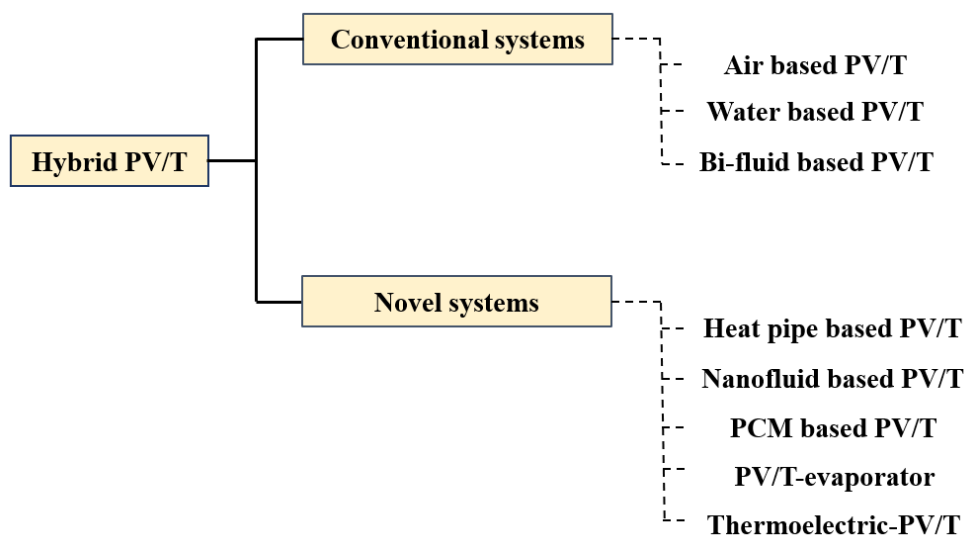 Hybrid PV/T
Conventional systems
Air based PV/T
Water based PV/T
Bi-fluid based PV/T
Novel systems
Heat pipe based PV/T
Nanofluid based PV/T
PCM based PV/T
PV/T-evaporator
Thermoelectric-PV/T